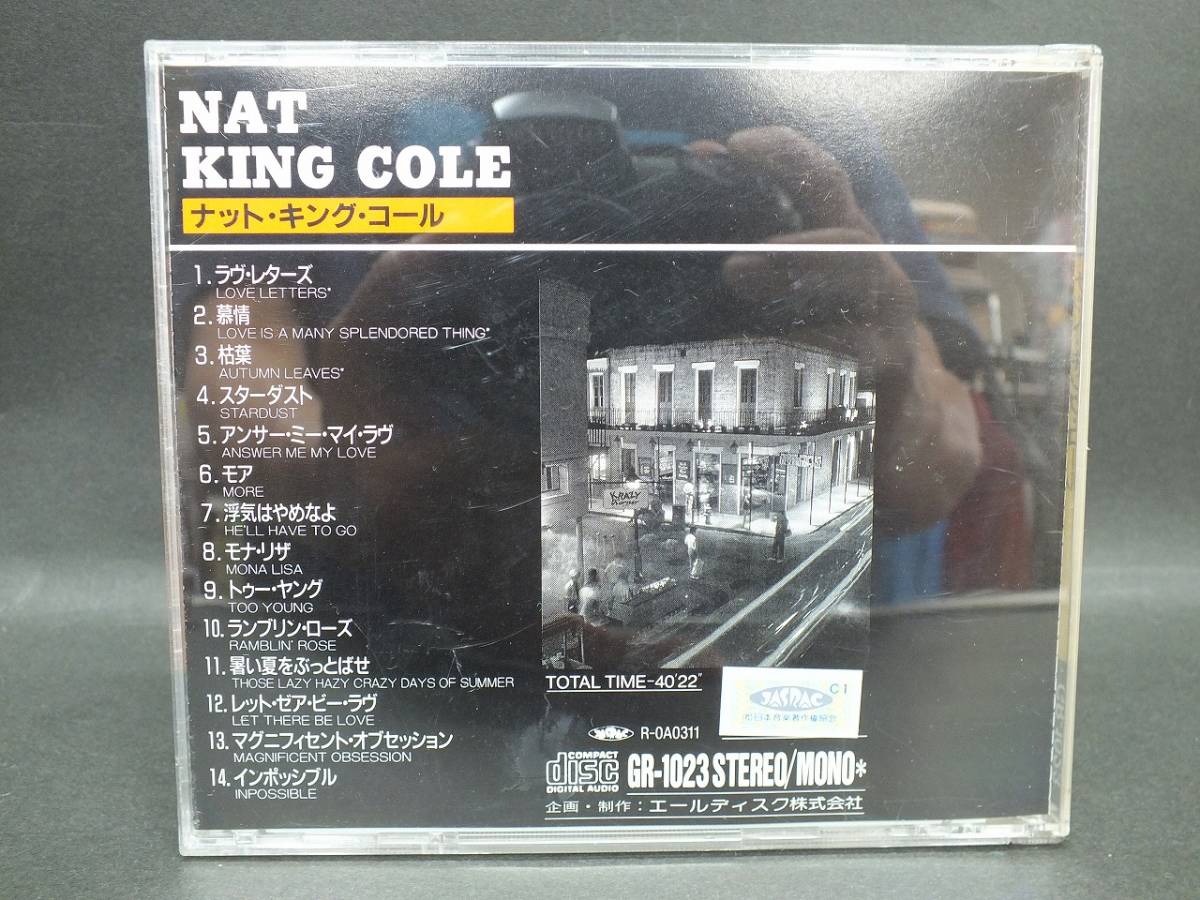 NAT
KING COLE
ナット・キング・コール
1. ラヴ・レターズ
LOVE LETTERS*
2. 慕情
LOVE IS A MANY SPLENDORED THING*
3. 枯葉
AUTUMN LEAVES*
4. スターダスト
STARDUST
5. アンサー・ミー・マイ・ラヴ
ANSWER ME MY LOVE
6. モア
MORE
7. 浮気はやめなよ
HE'LL HAVE TO GO
8. モナ・リザ
MONA LISA
9. トゥー・ヤング
TOO YOUNG
10. ランブリン・ローズ
RAMBLIN' ROSE
11. 暑い夏をぶっとばせ
THOSE LAZY HAZY CRAZY DAYS OF SUMMER
12. レット・ゼア・ビー・ラヴ
LET THERE BE LOVE
13. マグニフィセント・オブセッション
MAGNIFICENT OBSESSION
14. インポッシブル
INPOSSIBLE
KRAZY
TOTAL TIME-40'22"
C1
JASRAC
R-0A0311
COMPACT
disc
DIGITAL AUDIO
GR-1023 STEREO/MONO*
企画・制作：エールディスク株式会社